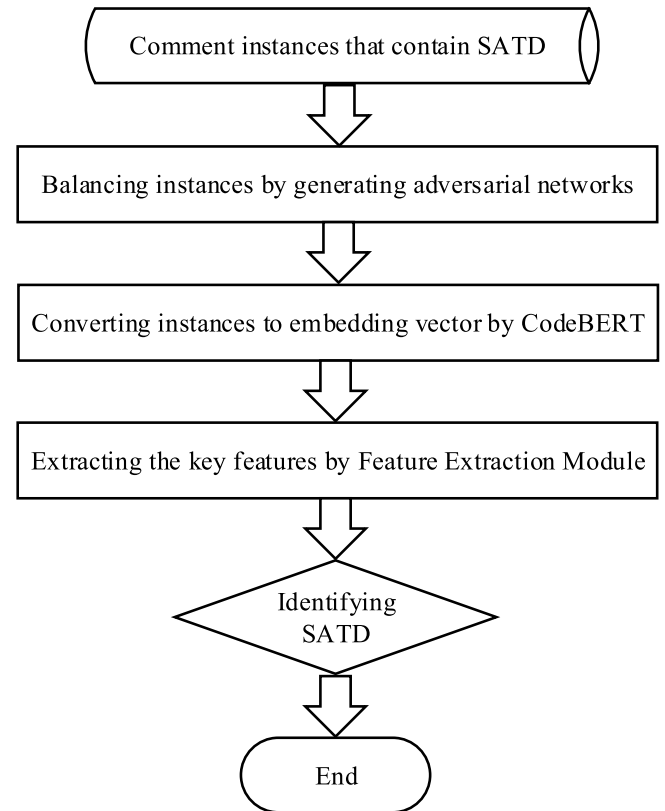 Comment instances that contain SATD
Balancing instances by generating adversarial networks
Converting instances to embedding vector by CodeBERT
Extracting the key features by Feature Extraction Module
Identifying
SATD
End